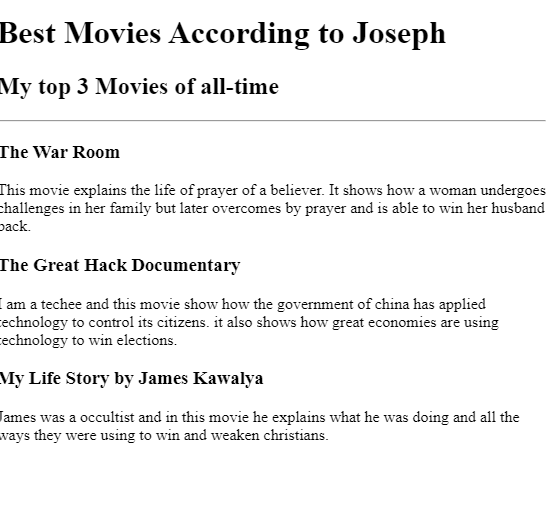 Best Movies According to Joseph
My top 3 Movies of all-time
The War Room
This movie explains the life of prayer of a believer. It shows how a woman undergoes
challenges in her family but later overcomes by prayer and is able to win her husband
back.
The Great Hack Documentary
I am a techee and this movie show how the government of china has applied
technology to control its citizens. it also shows how great economies are using
technology to win elections.
My Life Story by James Kawalya
James was a occultist and in this movie he explains what he was doing and all the
ways they were using to win and weaken christians.